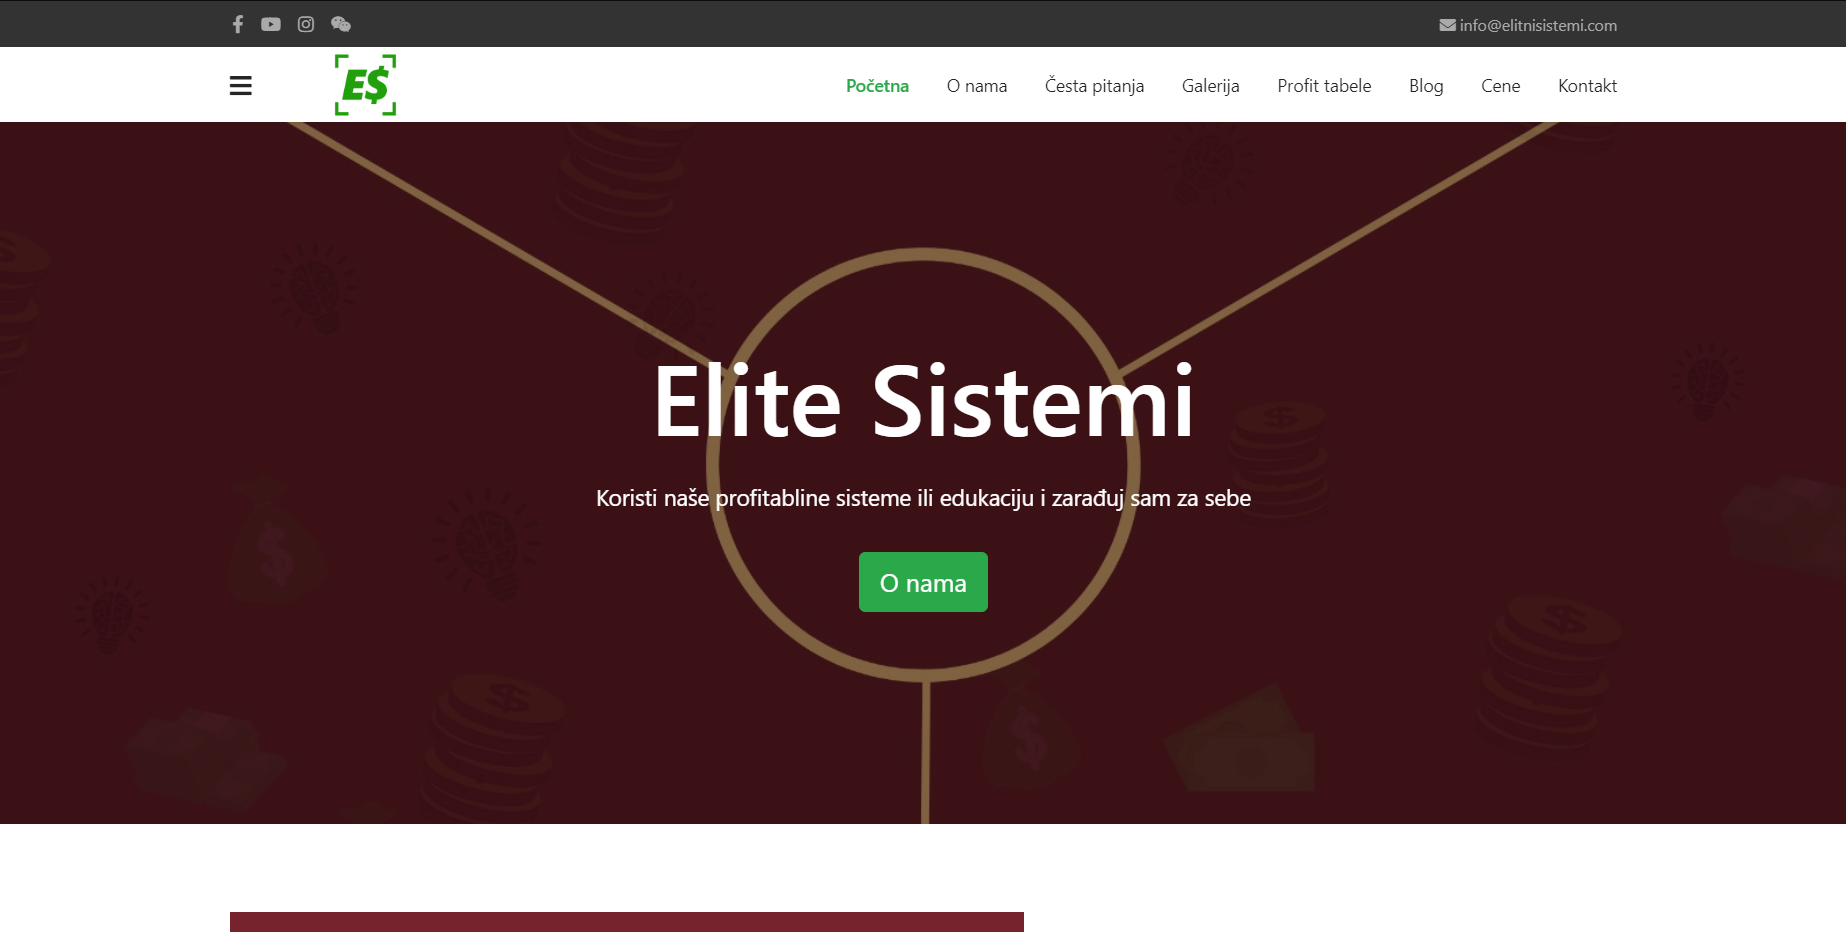 info@elitnisistemi.com
E$
Početna O nama Česta pitanja Galerija Profit tabele Blog Cene Kontakt
Elite Sistemi
Koristi naše profitabline sisteme ili edukaciju i zarađuj sam za sebe
O nama